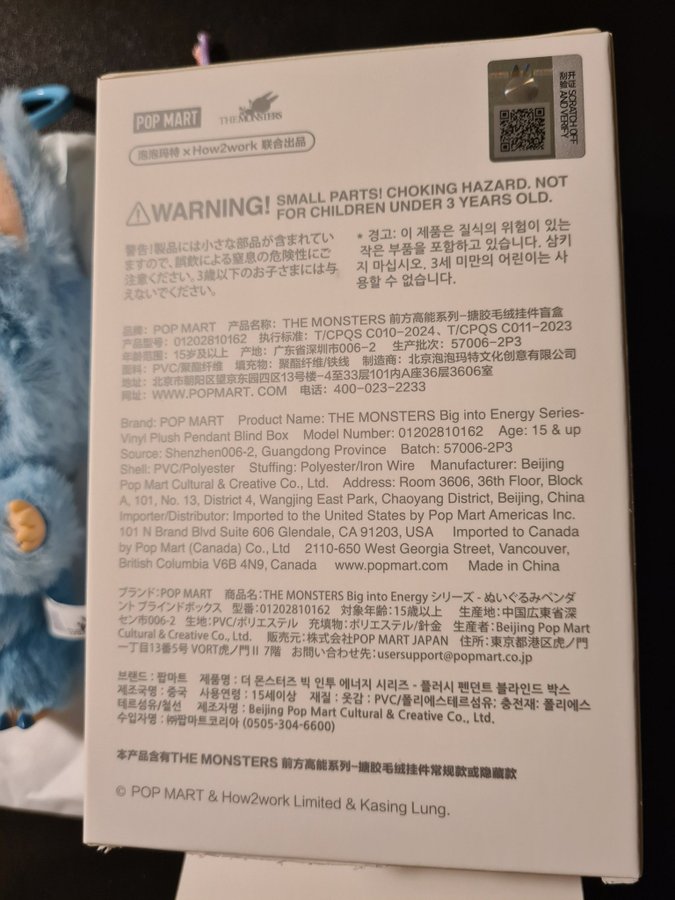 POP MART
THE MONSTERS
泡泡玛特 × How2work 联合出品
开过 SCRATCH OFF
刮验 AND VERIFY
WARNING! SMALL PARTS! CHOKING HAZARD. NOT
FOR CHILDREN UNDER 3 YEARS OLD.
警告!製品には小さな部品が含まれてい
ますので、誤飲による窒息の危険性にご
注意ください。3歳以下のお子さまには与
えないでください。
* 경고: 이 제품은 질식의 위험이 있는
작은 부품을 포함하고 있습니다. 삼키
지 마십시오. 3세 미만의 어린이는 사
용할 수 없습니다.
品牌: POP MART 产品名称: THE MONSTERS 前方高能系列-搪胶毛绒挂件盲盒
产品型号: 01202810162 执行标准: T/CPQS C010-2024、T/CPQS C011-2023
年龄范围: 15岁及以上 产地: 广东省深圳市006-2 生产批次: 57006-2P3
面料: PVC/聚酯纤维 填充物: 聚酯纤维/铁线 制造商: 北京泡泡玛特文化创意有限公司
地址: 北京市朝阳区望京东园四区13号楼-4至33层101内A座36层3606室
网址: WWW.POPMART.COM 电话: 400-023-2233
Brand: POP MART Product Name: THE MONSTERS Big into Energy Series-
Vinyl Plush Pendant Blind Box Model Number: 01202810162 Age: 15 & up
Source: Shenzhen006-2, Guangdong Province Batch: 57006-2P3
Shell: PVC/Polyester Stuffing: Polyester/Iron Wire Manufacturer: Beijing
Pop Mart Cultural & Creative Co., Ltd. Address: Room 3606, 36th Floor, Block
A, 101, No. 13, District 4, Wangjing East Park, Chaoyang District, Beijing, China
Importer/Distributor: Imported to the United States by Pop Mart Americas Inc.
101 N Brand Blvd Suite 606 Glendale, CA 91203, USA Imported to Canada
by Pop Mart (Canada) Co., Ltd 2110-650 West Georgia Street, Vancouver,
British Columbia V6B 4N9, Canada www.popmart.com Made in China
ブランド:POP MART 商品名:THE MONSTERS Big into Energy シリーズ - ぬいぐるみペンダ
ント ブラインドボックス 型番:01202810162 対象年齢:15歳以上 生産地:中国広東省深
セン市006-2 生地:PVC/ポリエステル 充填物:ポリエステル/針金 生産者:Beijing Pop Mart
Cultural & Creative Co., Ltd. 販売元:株式会社POP MART JAPAN 住所:東京都港区虎ノ門
一丁目13番5号 VORT虎ノ門Ⅱ 7階 お問い合わせ先:usersupport@popmart.co.jp
브랜드 : 팝마트 제품명 : 더 몬스터즈 빅 인투 에너지 시리즈 - 플러시 펜던트 블라인드 박스
제조국명 : 중국 사용연령 : 15세이상 재질 : 옷감 : PVC/폴리에스테르섬유; 충전재: 폴리에스
테르섬유/철선 제조자명 : Beijing Pop Mart Cultural & Creative Co., Ltd.
수입자명 : ㈜팝마트코리아 (0505-304-6600)
本产品含有THE MONSTERS 前方高能系列-搪胶毛绒挂件常规款或隐藏款
© POP MART & How2work Limited & Kasing Lung.